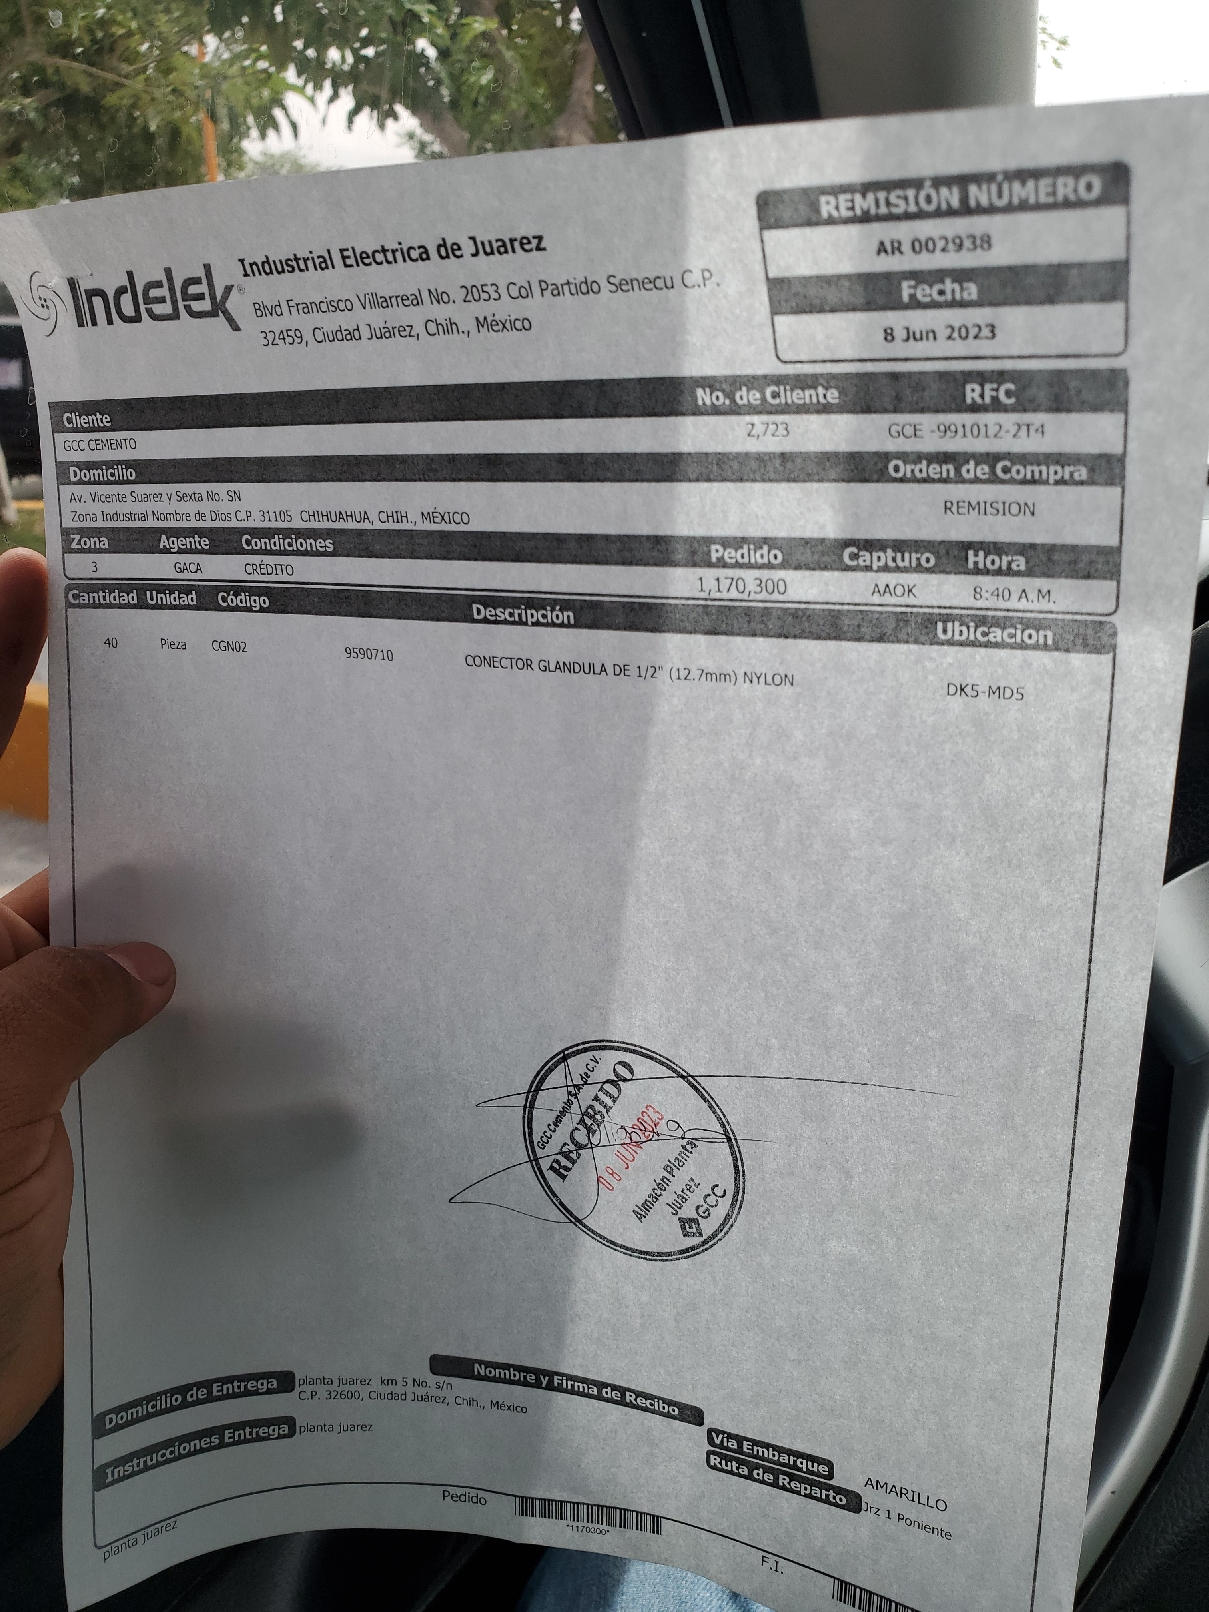 Indelek®
Industrial Electrica de Juarez
Blvd Francisco Villarreal No. 2053 Col Partido Senecu C.P.
32459, Ciudad Juárez, Chih., México
REMISIÓN NÚMERO
AR 002938
Fecha
8 Jun 2023
Cliente No. de Cliente RFC
GCC CEMENTO 2,723 GCE -991012-2T4
Domicilio Orden de Compra
Av. Vicente Suarez y Sexta No. SN
Zona Industrial Nombre de Dios C.P. 31105 CHIHUAHUA, CHIH., MÉXICO REMISION
Zona Agente Condiciones Pedido Capturo Hora
3 GACA CRÉDITO 1,170,300 AAOK 8:40 A.M.
Cantidad Unidad Código Descripción Ubicacion
40 Pieza CGN02 9590710 CONECTOR GLANDULA DE 1/2" (12.7mm) NYLON DK5-MD5
GCC Cemento S.A. de C.V.
RECIBIDO
08 JUN 2023
Almacén Planta
Juárez
GCC
Domicilio de Entrega planta juarez km 5 No. s/n
C.P. 32600, Ciudad Juárez, Chih., México
Nombre y Firma de Recibo
Instrucciones Entrega planta juarez
Vía Embarque AMARILLO
Ruta de Reparto Jrz 1 Poniente
planta juarez
Pedido
*1170300*
F.I.